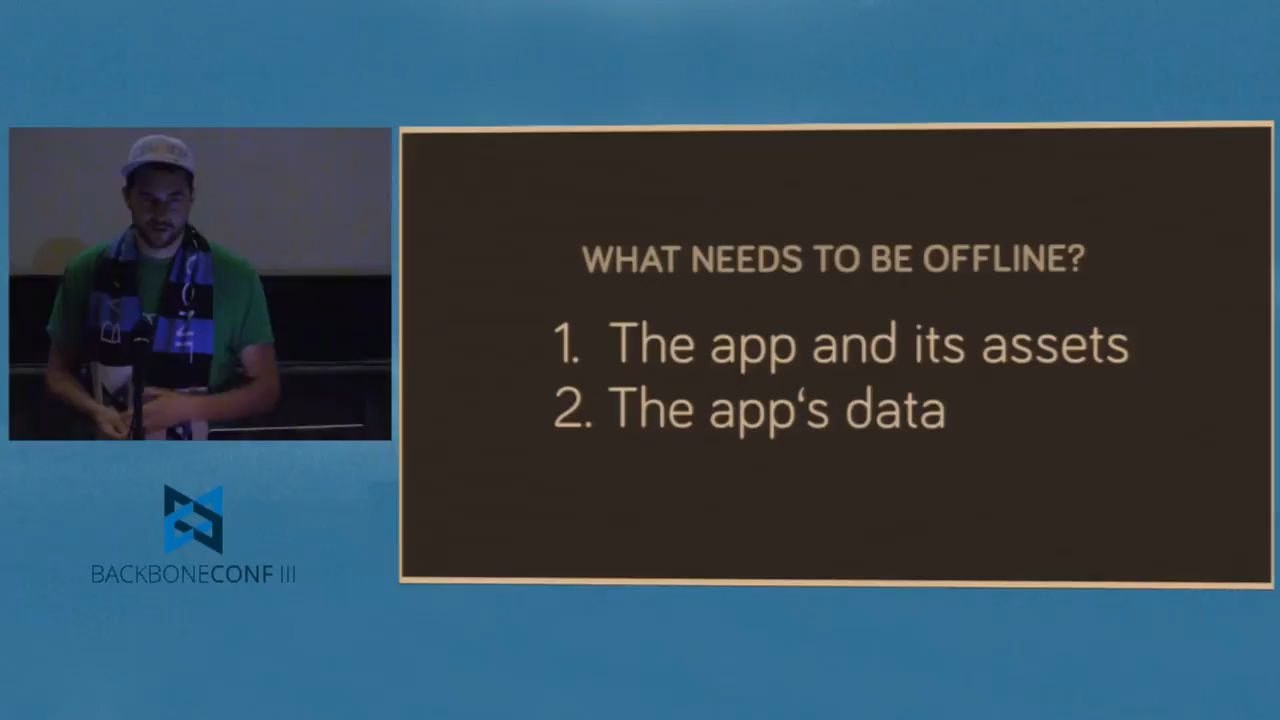 WHAT NEEDS TO BE OFFLINE?
1. The app and its assets
2. The app‘s data
BACKBONECONF III